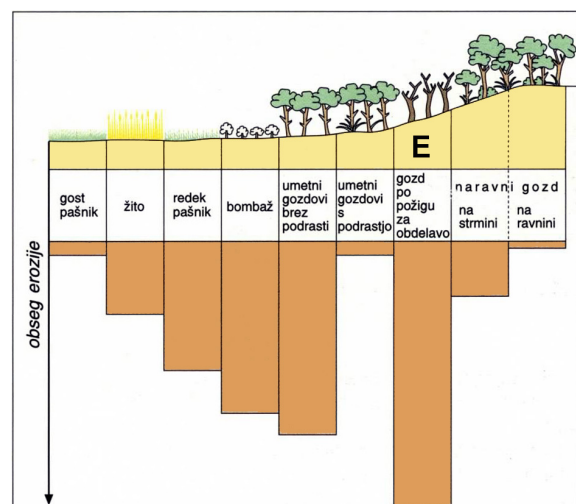 E
gost
pašnik
žito
redek
pašnik
bombaž
umetni
gozdovi
brez
podrasti
umetni
gozdovi
s
podrastjo
gozd
po
požigu
za
obdelavo
naravni gozd
na
strmini
na
ravnini
obseg erozije